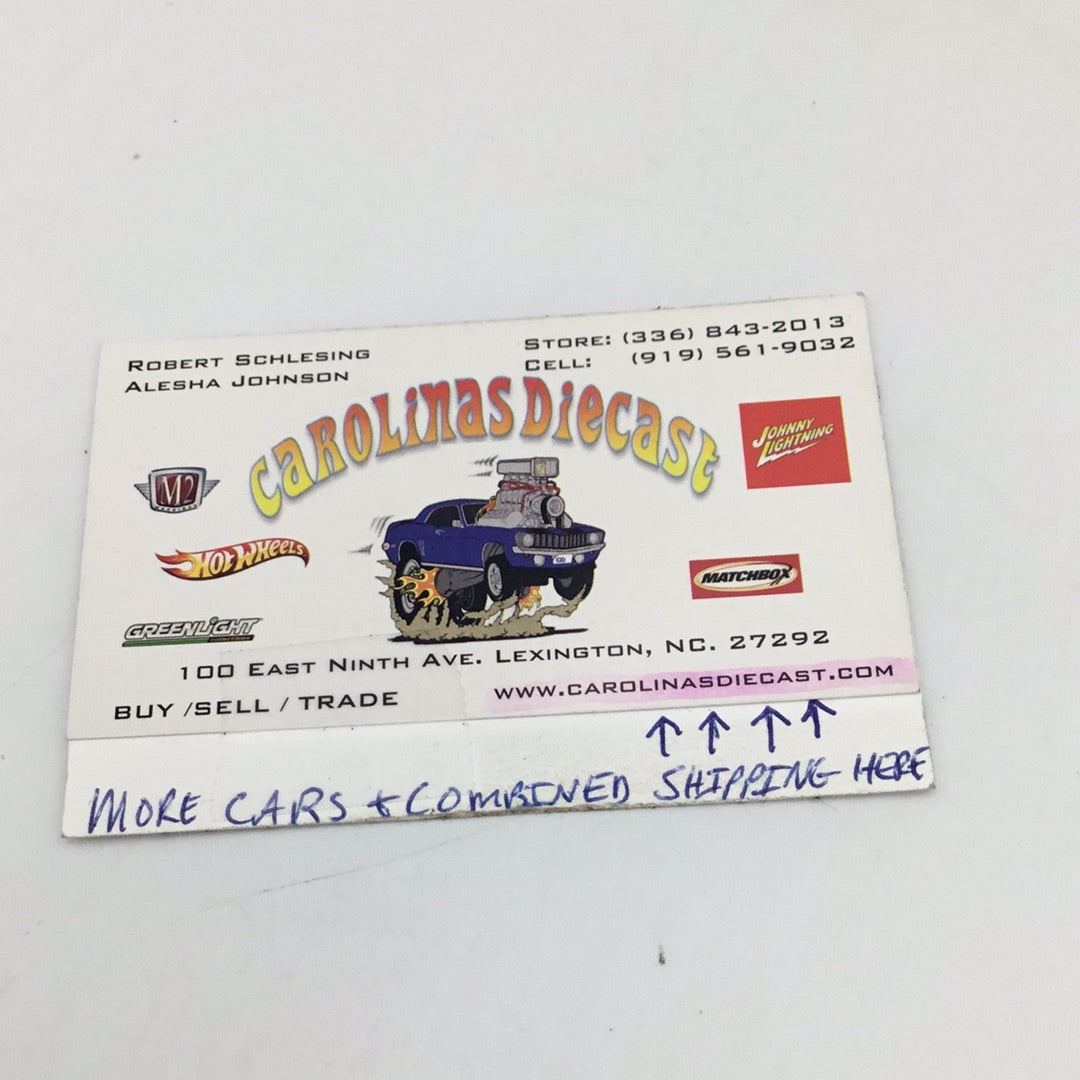 ROBERT SCHLESING
ALESHA JOHNSON
STORE: (336) 843-2013
CELL: (919) 561-9032
CAROLINAS DIECAST
JOHNNY
LIGHTNING
M2
HOT WHEELS
MATCHBOX
GREENLIGHT
100 EAST NINTH AVE. LEXINGTON, NC. 27292
BUY /SELL / TRADE
WWW.CAROLINASDIECAST.COM
↑ ↑ ↑ ↑
MORE CARS + COMBINED SHIPPING HERE